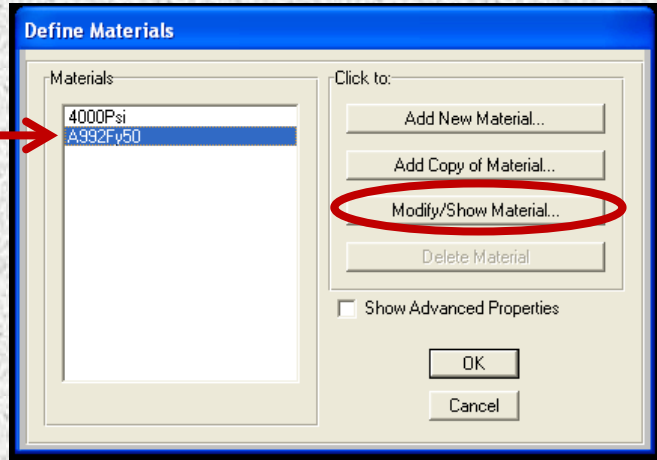 Define Materials
Materials
4000Psi
A992Fy50
Click to:
Add New Material...
Add Copy of Material...
Modify/Show Material...
Delete Material
Show Advanced Properties
OK
Cancel